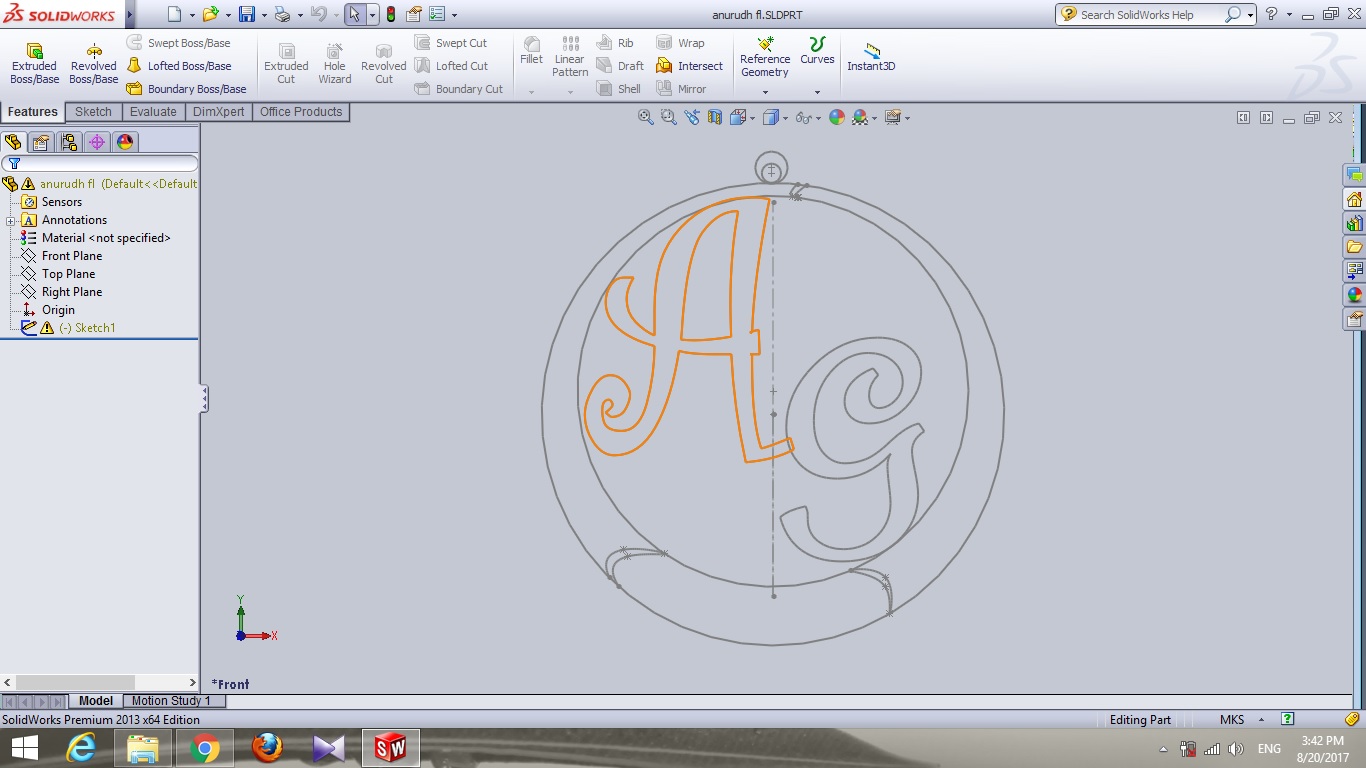 SOLIDWORKS
anurudh fl.SLDPRT
Search SolidWorks Help
Extruded Boss/Base
Revolved Boss/Base
Swept Boss/Base
Lofted Boss/Base
Boundary Boss/Base
Extruded Cut
Hole Wizard
Revolved Cut
Swept Cut
Lofted Cut
Boundary Cut
Fillet
Linear Pattern
Rib
Draft
Shell
Wrap
Intersect
Mirror
Reference Geometry
Curves
Instant3D
Features
Sketch
Evaluate
DimXpert
Office Products
anurudh fl (Default<<Default
Sensors
Annotations
Material <not specified>
Front Plane
Top Plane
Right Plane
Origin
(-) Sketch1
A
G
Y
X
*Front
Model
Motion Study 1
SolidWorks Premium 2013 x64 Edition
Editing Part
MKS
SW
ENG
3:42 PM
8/20/2017